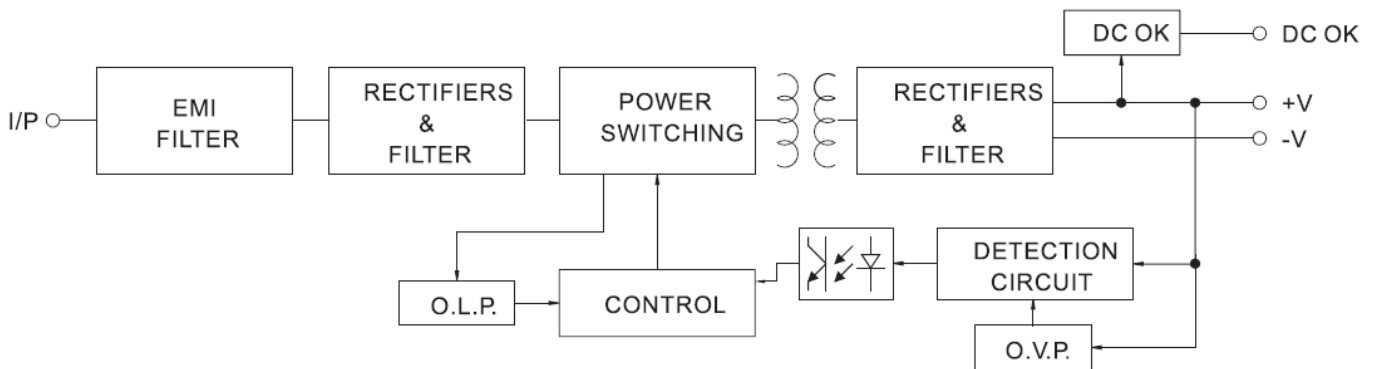 DC OK
DC OK
I/P
EMI
FILTER
RECTIFIERS
&
FILTER
POWER
SWITCHING
RECTIFIERS
&
FILTER
+V
-V
DETECTION
CIRCUIT
O.L.P.
CONTROL
O.V.P.